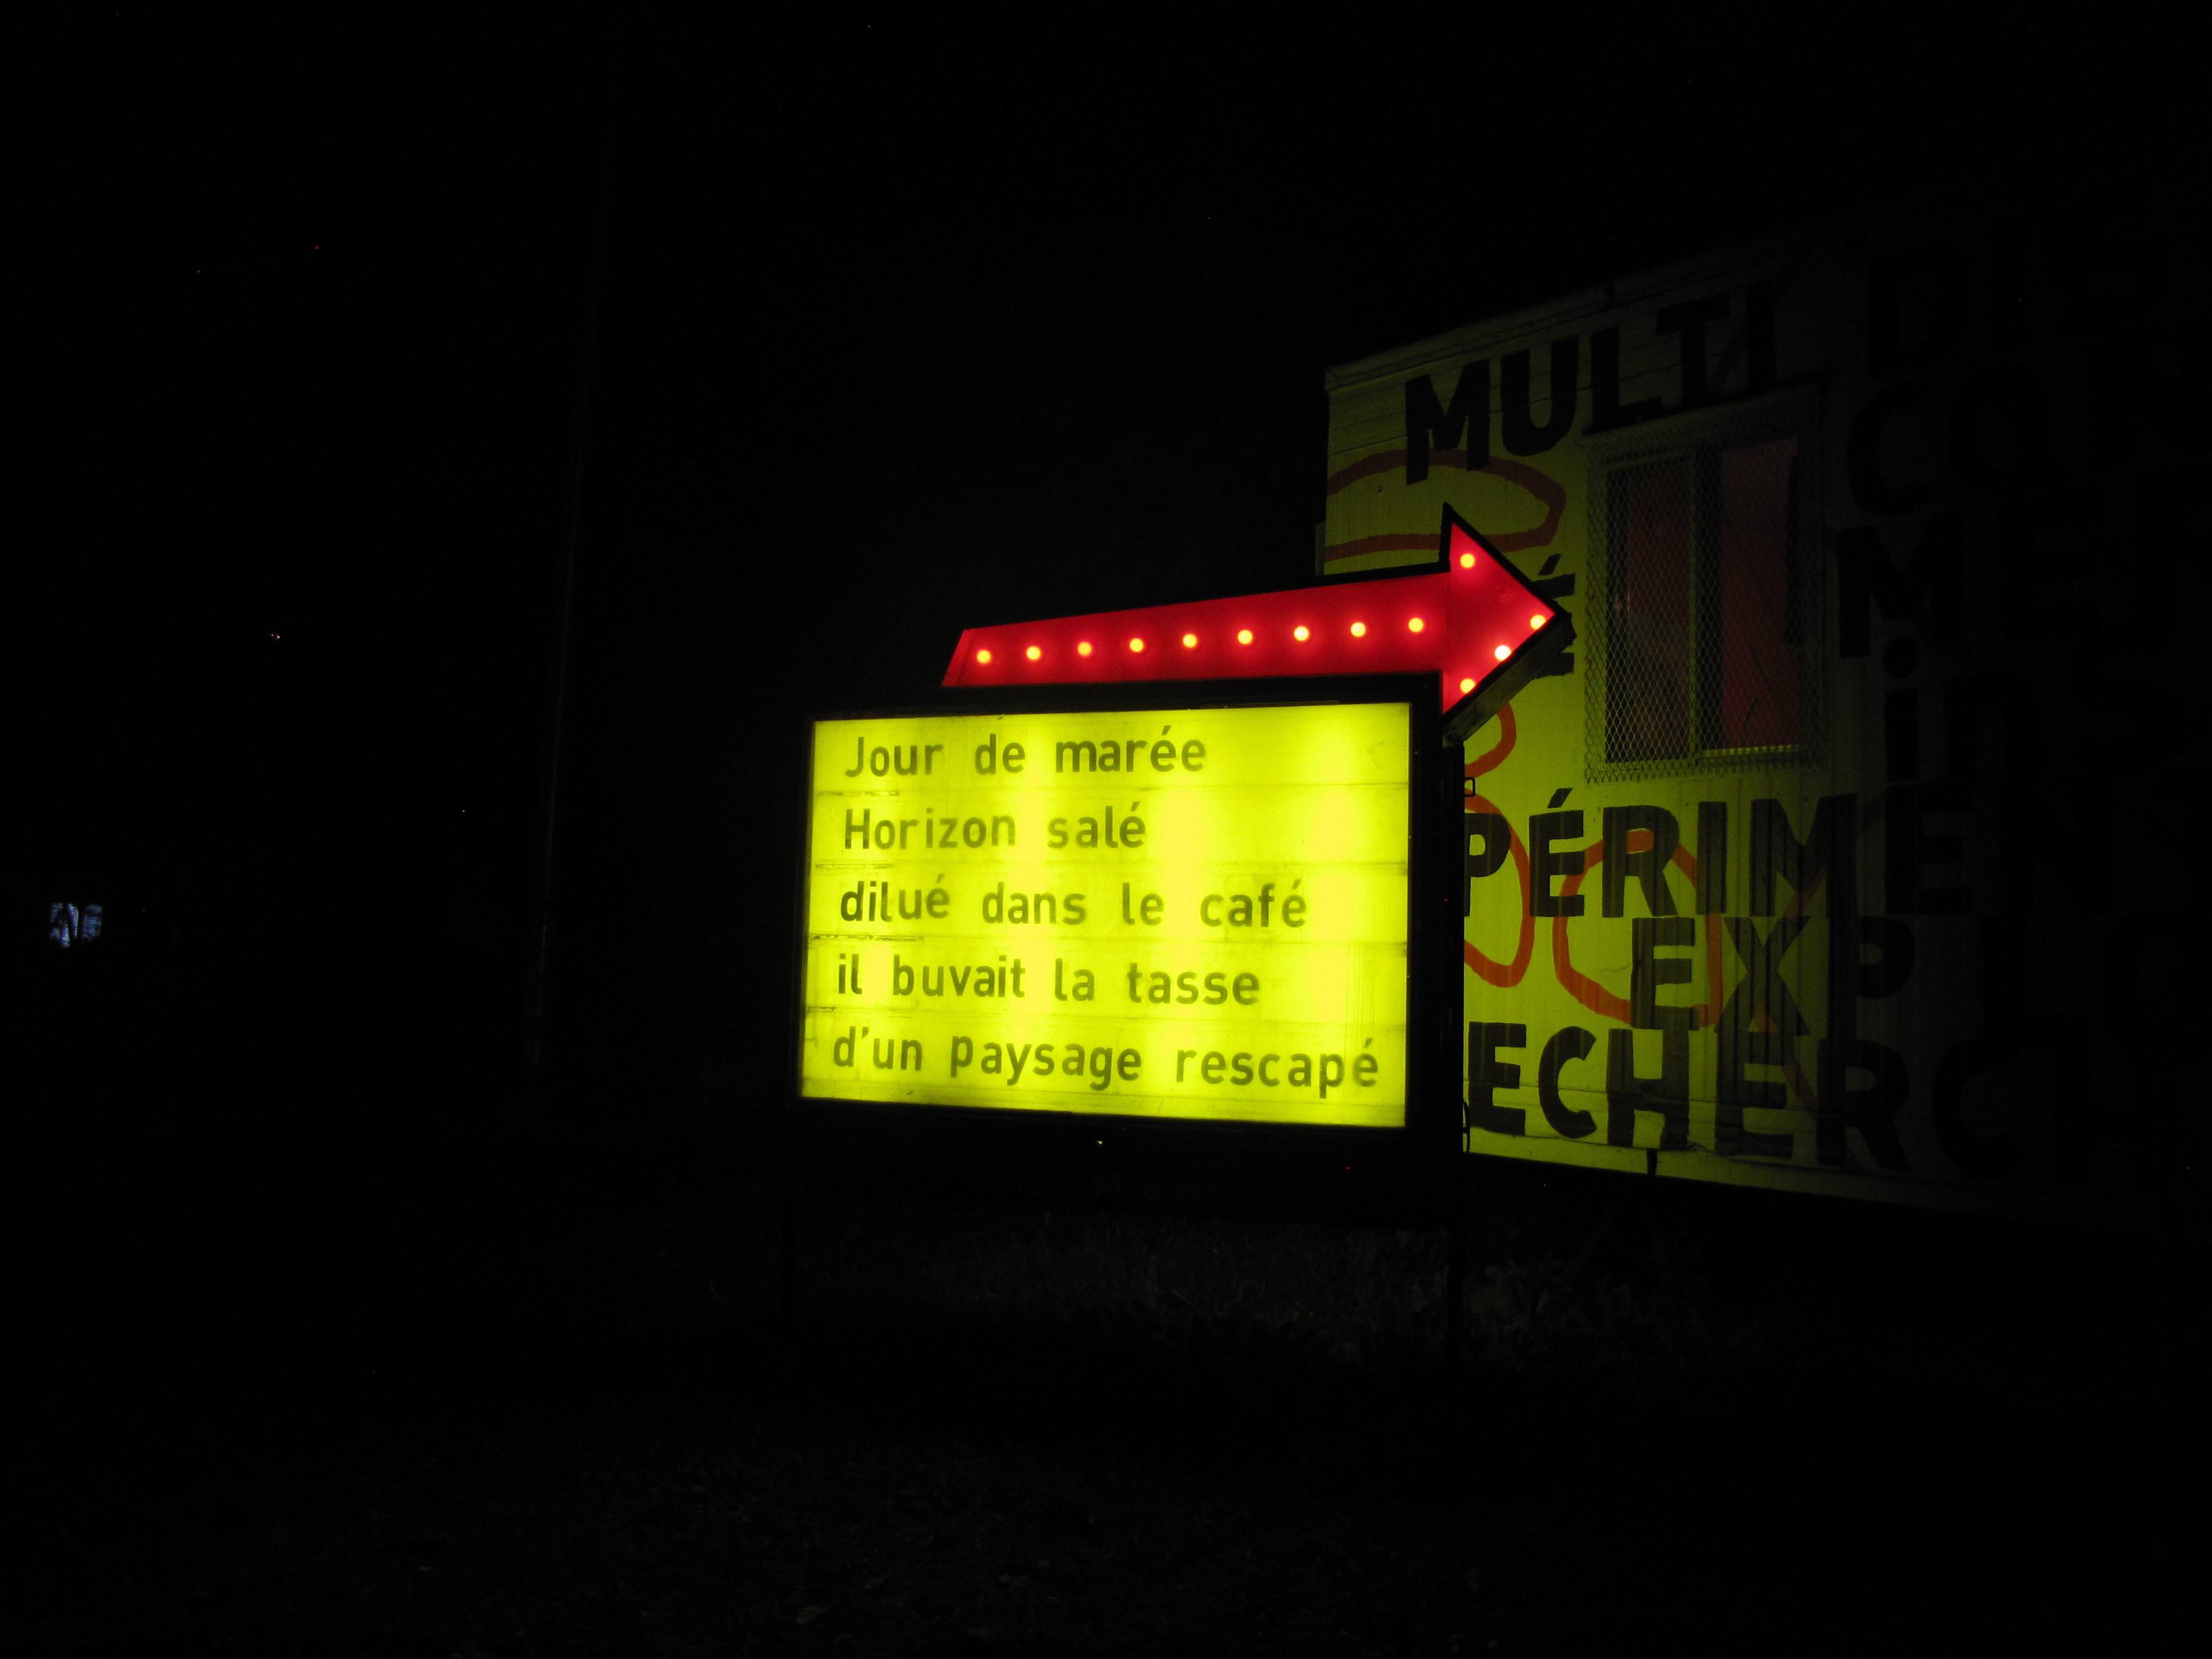 Jour de marée
Horizon salé
dilué dans le café
il buvait la tasse
d'un paysage rescapé
MULTI
É
PÉRIM
EXP
ECHERC